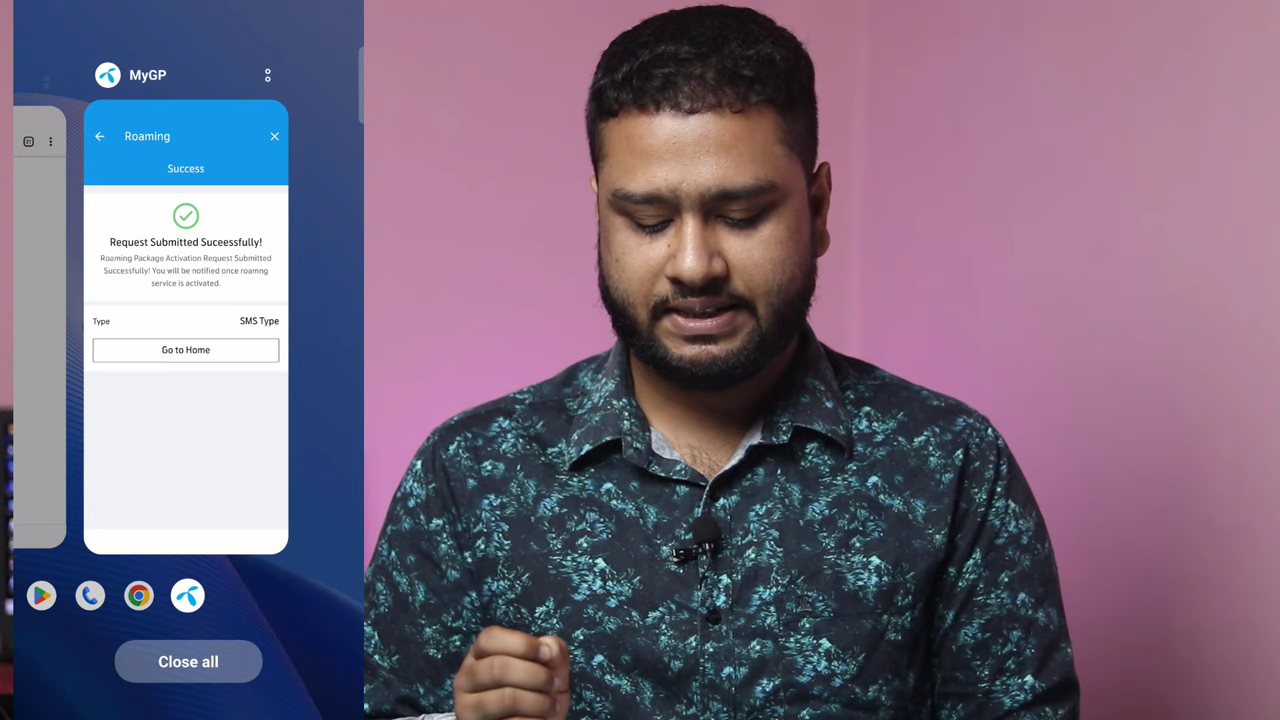 MyGP
Roaming
Success
Request Submitted Suceessfully!
Roaming Package Activation Request Submitted
Successfully! You will be notified once roamng
service is activated.
Type SMS Type
Go to Home
Close all